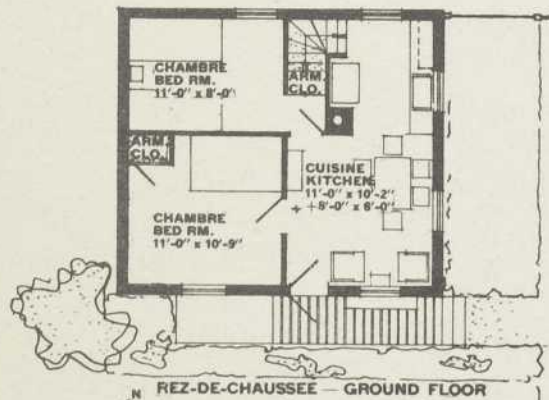 CHAMBRE
BED RM.
11'-0" x 8'-0"
ARM.
CLO.
ARM.
CLO.
CUISINE
KITCHEN
11'-0" x 10'-2"
+ 8'-0" x 8'-0"
CHAMBRE
BED RM.
11'-0" x 10'-9"
N
REZ-DE-CHAUSSEE — GROUND FLOOR